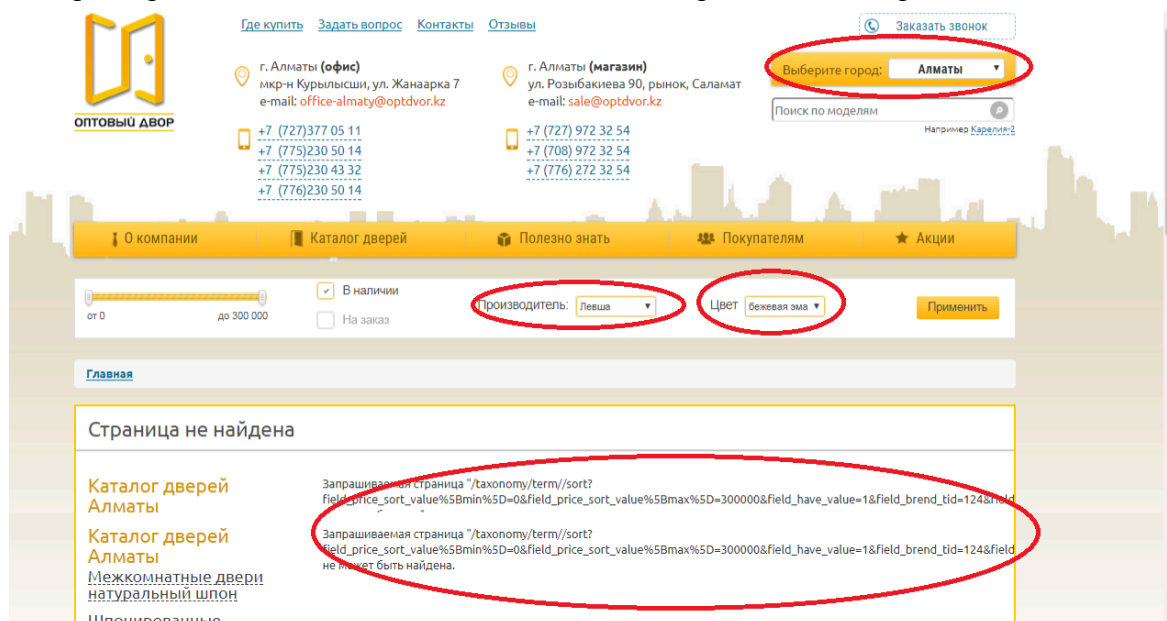 Где купить Задать вопрос Контакты Отзывы
Заказать звонок
г. Алматы (офис)
мкр-н Курылысши, ул. Жанаарка 7
e-mail: office-almaty@optdvor.kz
+7 (727)377 05 11
+7 (775)230 50 14
+7 (775)230 43 32
+7 (776)230 50 14
г. Алматы (магазин)
ул. Розыбакиева 90, рынок, Саламат
e-mail: sale@optdvor.kz
+7 (727) 972 32 54
+7 (708) 972 32 54
+7 (776) 272 32 54
Выберите город: Алматы
Поиск по моделям
Например Карелия-2
ОПТОВЫЙ ДВОР
О компании Каталог дверей Полезно знать Покупателям Акции
от 0 до 300 000
В наличии
На заказ
Производитель: Левша
Цвет бежевая эма
Применить
Главная
Страница не найдена
Каталог дверей
Алматы
Каталог дверей
Алматы
Межкомнатные двери
натуральный шпон
Шпонированные
Запрашиваемая страница "/taxonomy/term//sort?
field_price_sort_value%5Bmin%5D=0&field_price_sort_value%5Bmax%5D=300000&field_have_value=1&field_brend_tid=124&field
Запрашиваемая страница "/taxonomy/term//sort?
field_price_sort_value%5Bmin%5D=0&field_price_sort_value%5Bmax%5D=300000&field_have_value=1&field_brend_tid=124&field
не может быть найдена.